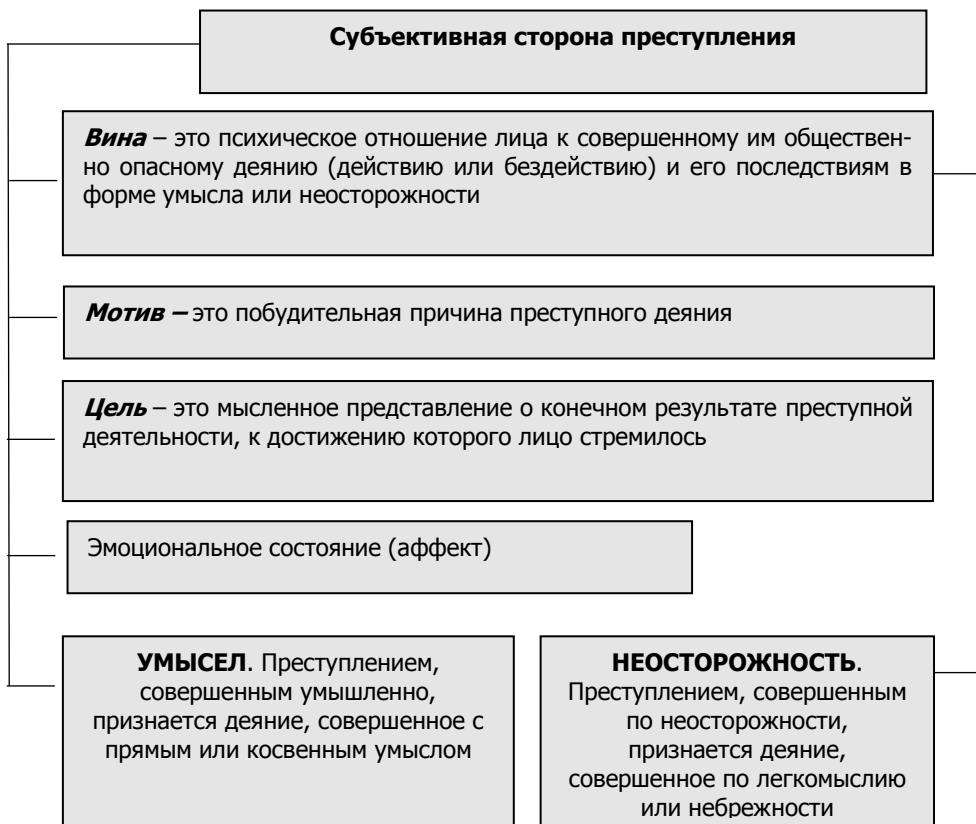 Субъективная сторона преступления
Вина – это психическое отношение лица к совершенному им обществен-
но опасному деянию (действию или бездействию) и его последствиям в
форме умысла или неосторожности
Мотив – это побудительная причина преступного деяния
Цель – это мысленное представление о конечном результате преступной
деятельности, к достижению которого лицо стремилось
Эмоциональное состояние (аффект)
УМЫСЕЛ. Преступлением,
совершенным умышленно,
признается деяние, совершенное с
прямым или косвенным умыслом
НЕОСТОРОЖНОСТЬ.
Преступлением, совершенным
по неосторожности,
признается деяние,
совершенное по легкомыслию
или небрежности